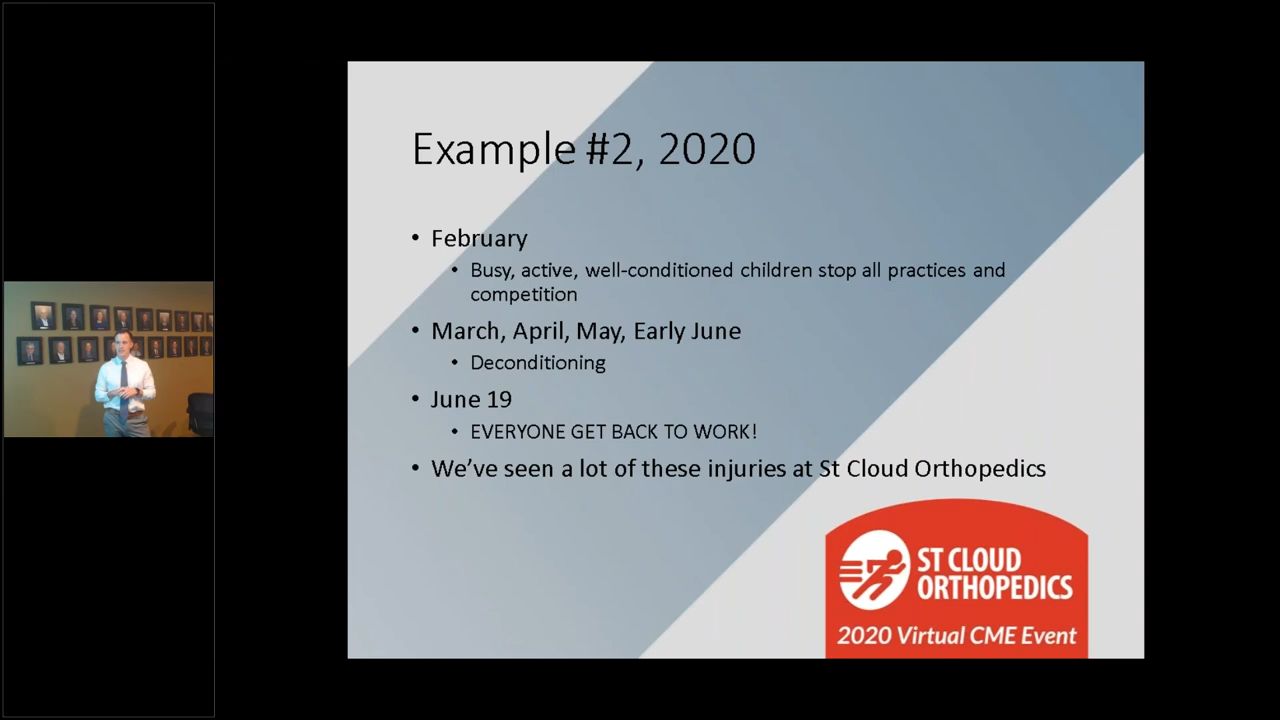 Example #2, 2020
• February
• Busy, active, well-conditioned children stop all practices and
competition
• March, April, May, Early June
• Deconditioning
• June 19
• EVERYONE GET BACK TO WORK!
• We’ve seen a lot of these injuries at St Cloud Orthopedics
ST CLOUD
ORTHOPEDICS
2020 Virtual CME Event